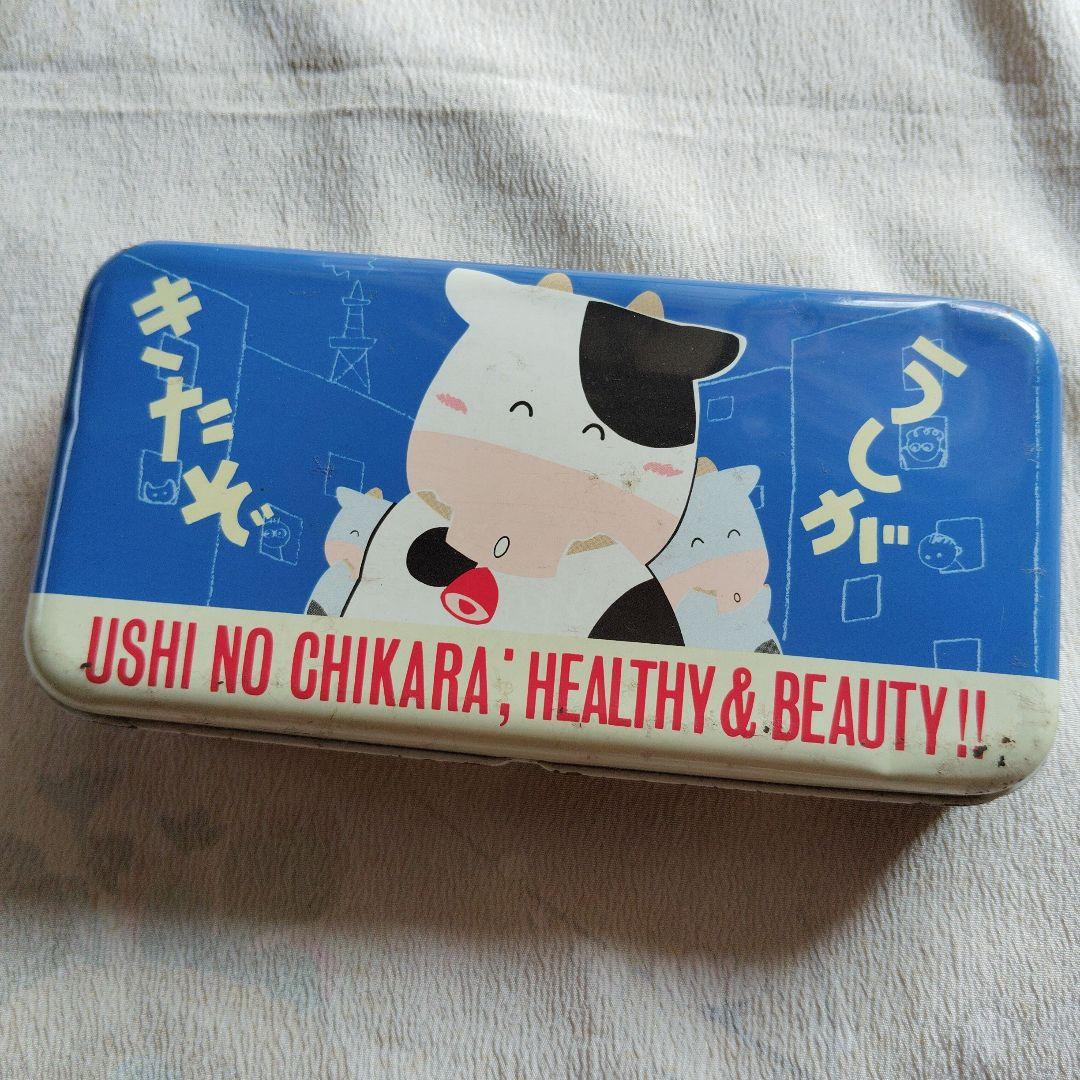 うしが
きたぞ
USHI NO CHIKARA; HEALTHY & BEAUTY!!